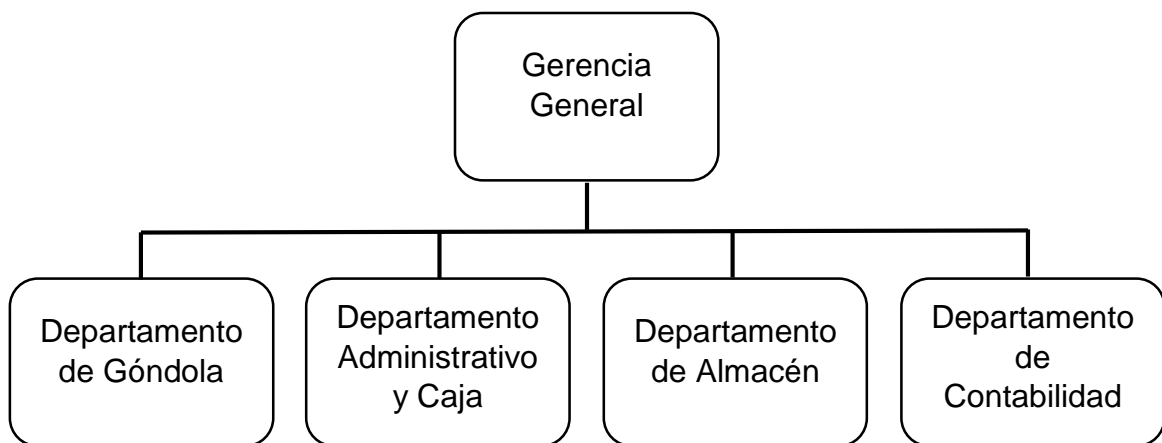 Gerencia
General
Departamento
de Góndola
Departamento
Administrativo
y Caja
Departamento
de Almacén
Departamento
de
Contabilidad